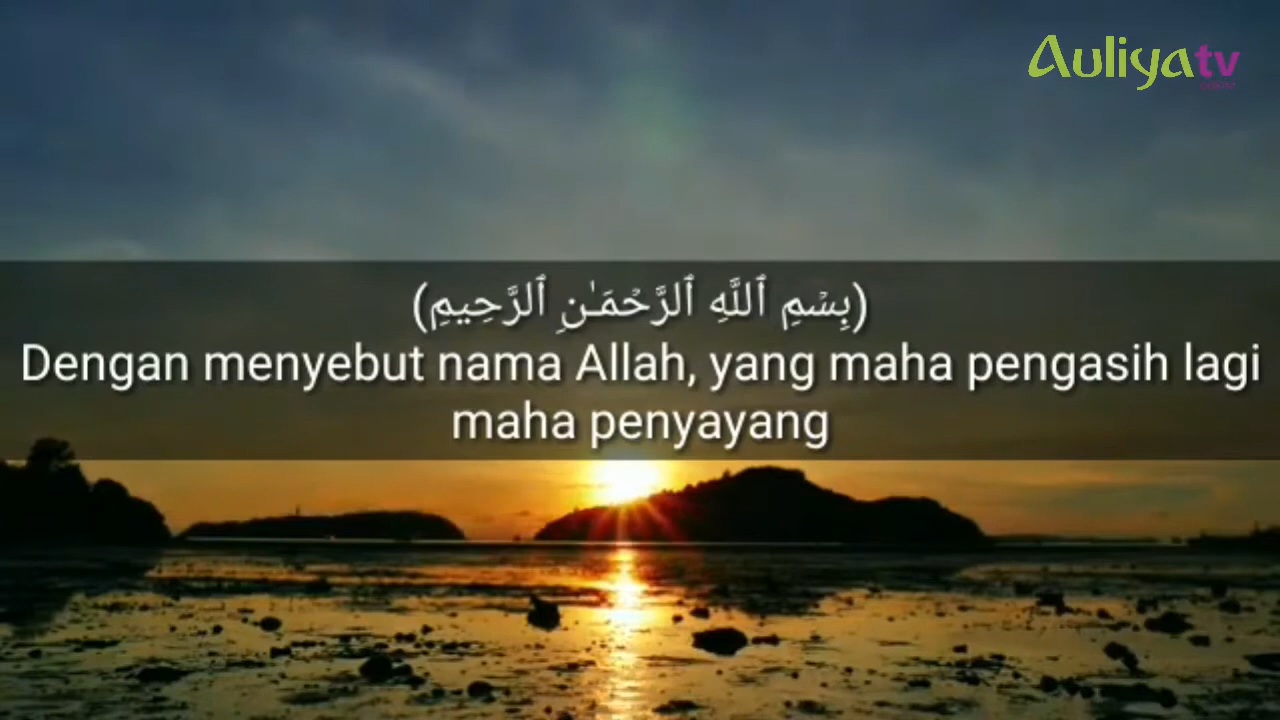 Auliyatv
(بِسۡمِ ٱللَّهِ ٱلرَّحۡمَـٰنِ ٱلرَّحِيمِ)
Dengan menyebut nama Allah, yang maha pengasih lagi
maha penyayang